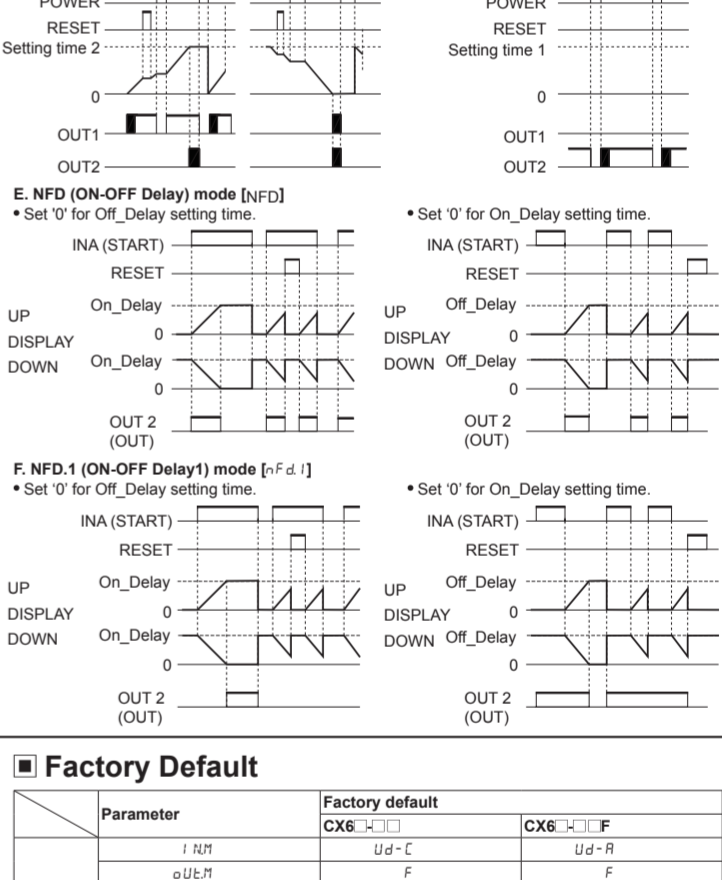 POWER
RESET
Setting time 2
0
OUT1
OUT2
POWER
RESET
Setting time 1
0
OUT1
OUT2
E. NFD (ON-OFF Delay) mode [NFD]
• Set '0' for Off_Delay setting time.
INA (START)
RESET
UP
On_Delay
DISPLAY
0
DOWN
On_Delay
0
OUT 2
(OUT)
• Set ‘0’ for On_Delay setting time.
INA (START)
RESET
UP
Off_Delay
DISPLAY
0
DOWN
Off_Delay
0
OUT 2
(OUT)
F. NFD.1 (ON-OFF Delay1) mode [nFd.1]
• Set ‘0’ for Off_Delay setting time.
INA (START)
RESET
UP
On_Delay
DISPLAY
0
DOWN
On_Delay
0
OUT 2
(OUT)
• Set ‘0’ for On_Delay setting time.
INA (START)
RESET
UP
Off_Delay
DISPLAY
0
DOWN
Off_Delay
0
OUT 2
(OUT)
■ Factory Default
Parameter
Factory default
CX6□-□□
CX6□-□□F
IN.M
Ud-C
Ud-A
oUt.M
F
F